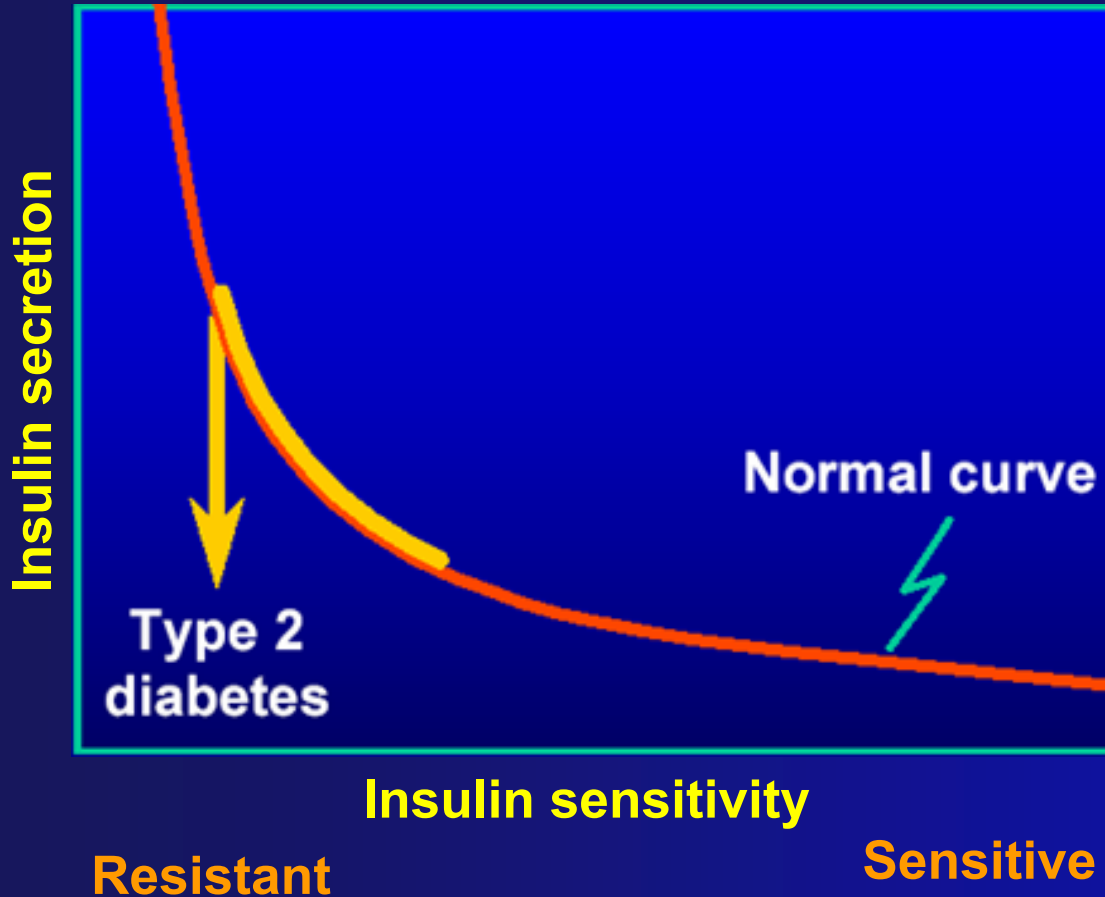 Insulin secretion
Normal curve
Type 2
diabetes
Insulin sensitivity
Resistant
Sensitive